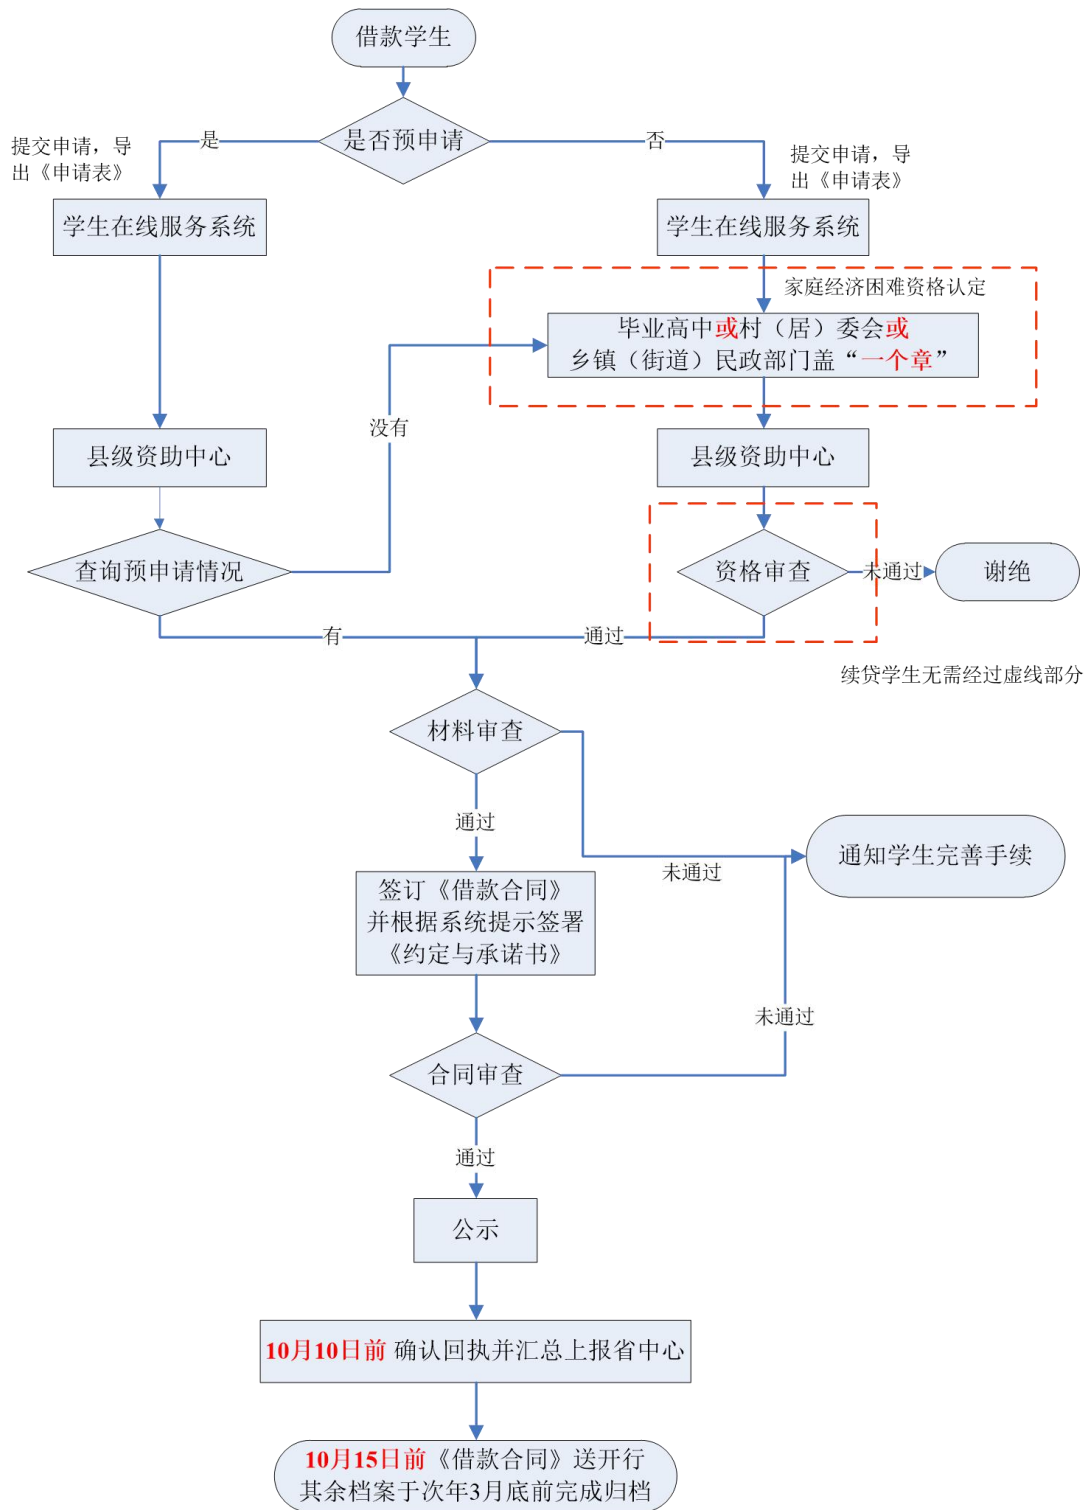 借款学生
是否预申请
是
否
提交申请，导
出《申请表》
提交申请，导
出《申请表》
学生在线服务系统
学生在线服务系统
家庭经济困难资格认定
毕业高中或村（居）委会或
乡镇（街道）民政部门盖“一个章”
没有
县级资助中心
县级资助中心
查询预申请情况
资格审查
未通过
谢绝
有
通过
续贷学生无需经过虚线部分
材料审查
通过
未通过
通知学生完善手续
签订《借款合同》
并根据系统提示签署
《约定与承诺书》
未通过
合同审查
通过
公示
10月10日前 确认回执并汇总上报省中心
10月15日前《借款合同》送开行
其余档案于次年3月底前完成归档